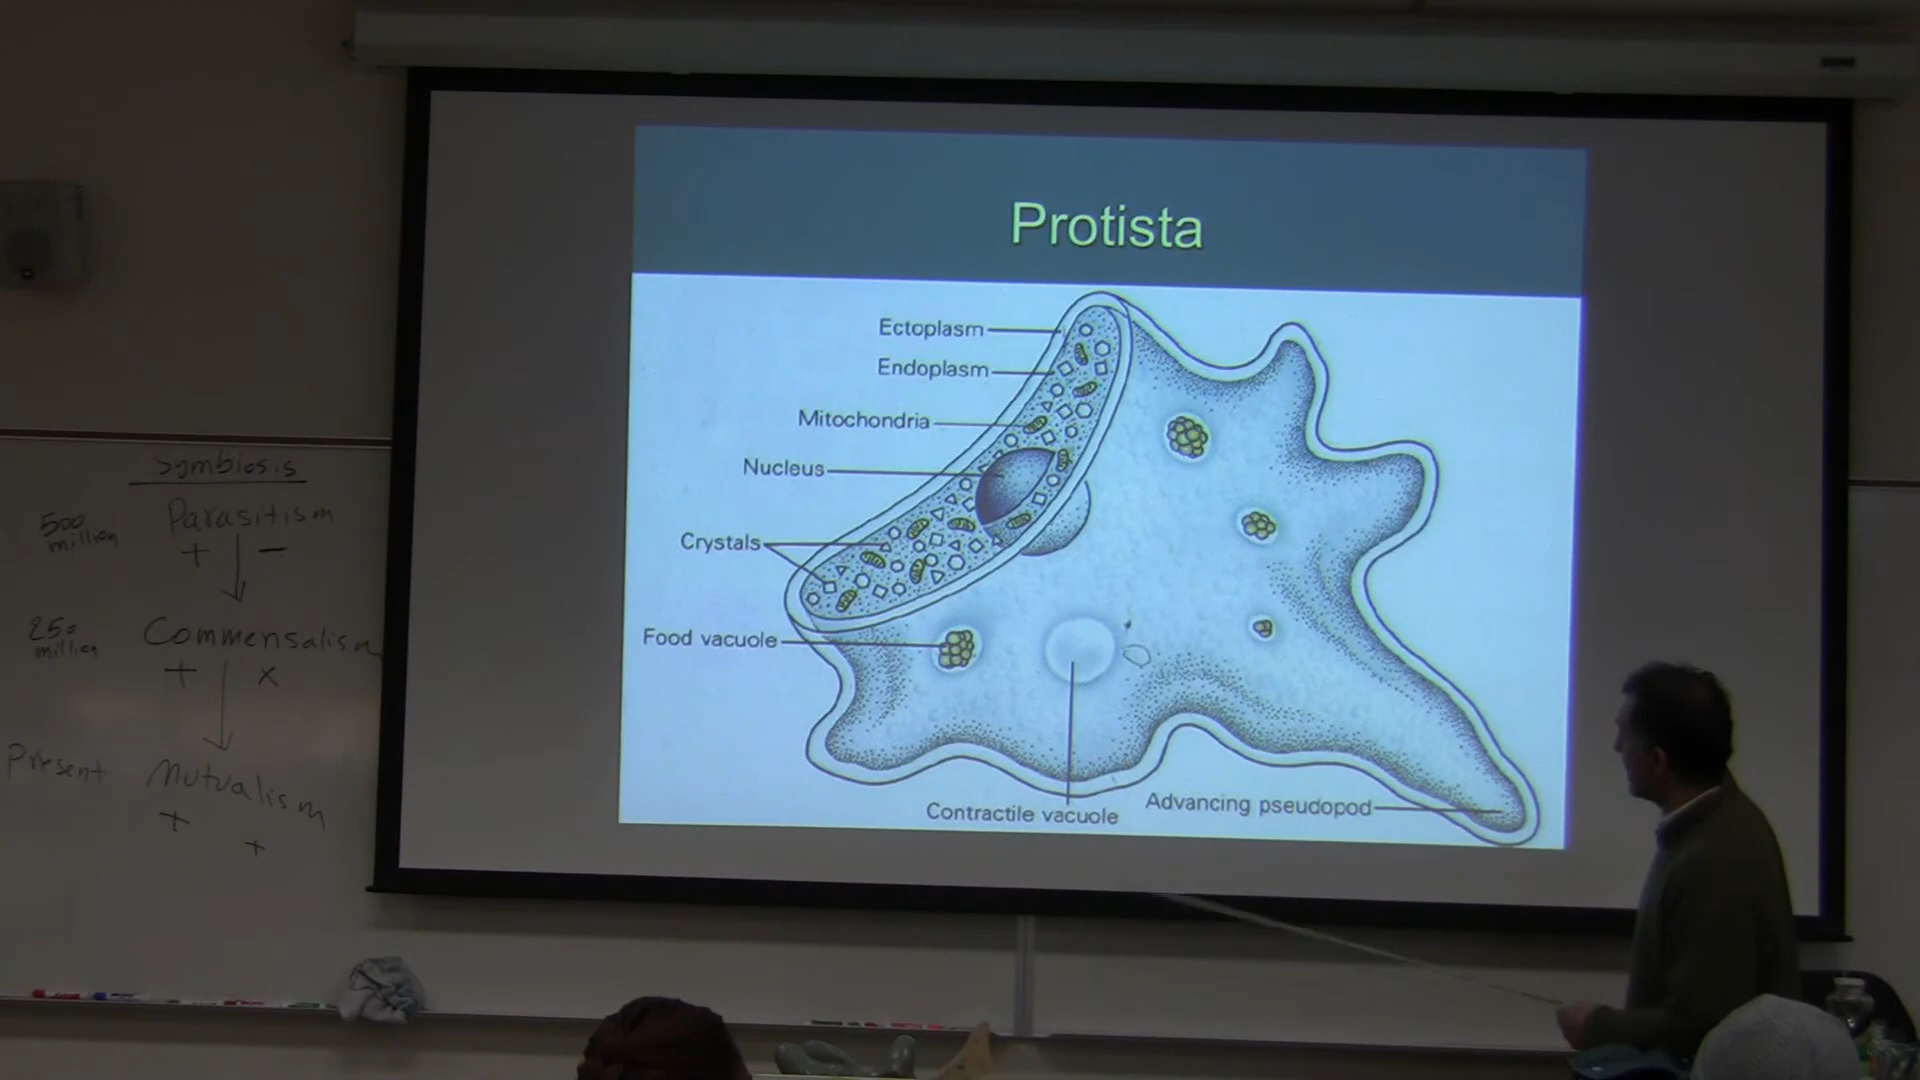 Protista
Ectoplasm
Endoplasm
Mitochondria
Nucleus
Crystals
Food vacuole
Contractile vacuole
Advancing pseudopod
Symbiosis
500 million
Parasitism
+ −
250 million
Commensalism
+ x
Present
Mutualism
+ +